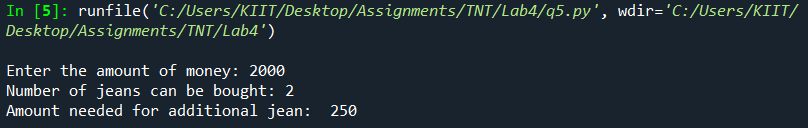 In [5]: runfile('C:/Users/KIIT/Desktop/Assignments/TNT/Lab4/q5.py', wdir='C:/Users/KIIT/
Desktop/Assignments/TNT/Lab4')
Enter the amount of money: 2000
Number of jeans can be bought: 2
Amount needed for additional jean:  250